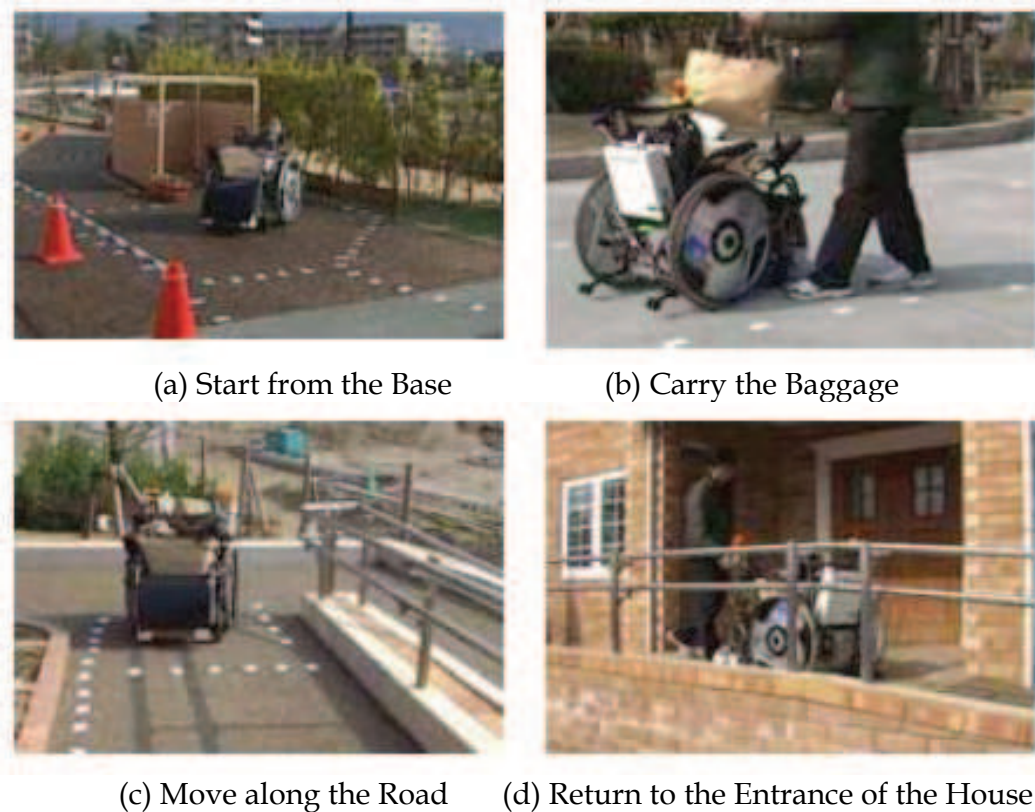 (a) Start from the Base
(b) Carry the Baggage
(c) Move along the Road
(d) Return to the Entrance of the House